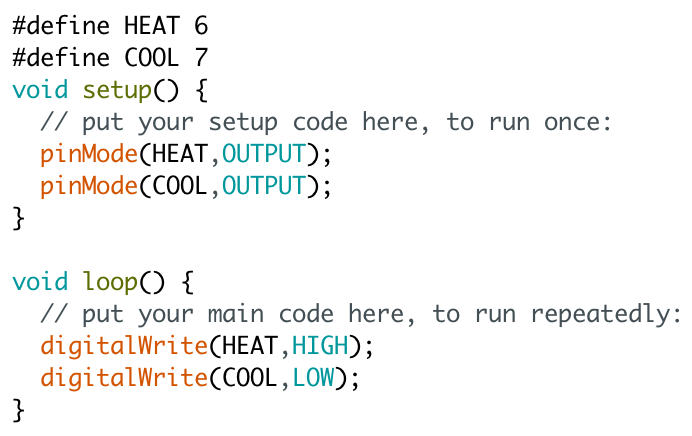 #define HEAT 6
#define COOL 7
void setup() {
  // put your setup code here, to run once:
  pinMode(HEAT,OUTPUT);
  pinMode(COOL,OUTPUT);
}

void loop() {
  // put your main code here, to run repeatedly:
  digitalWrite(HEAT,HIGH);
  digitalWrite(COOL,LOW);
}